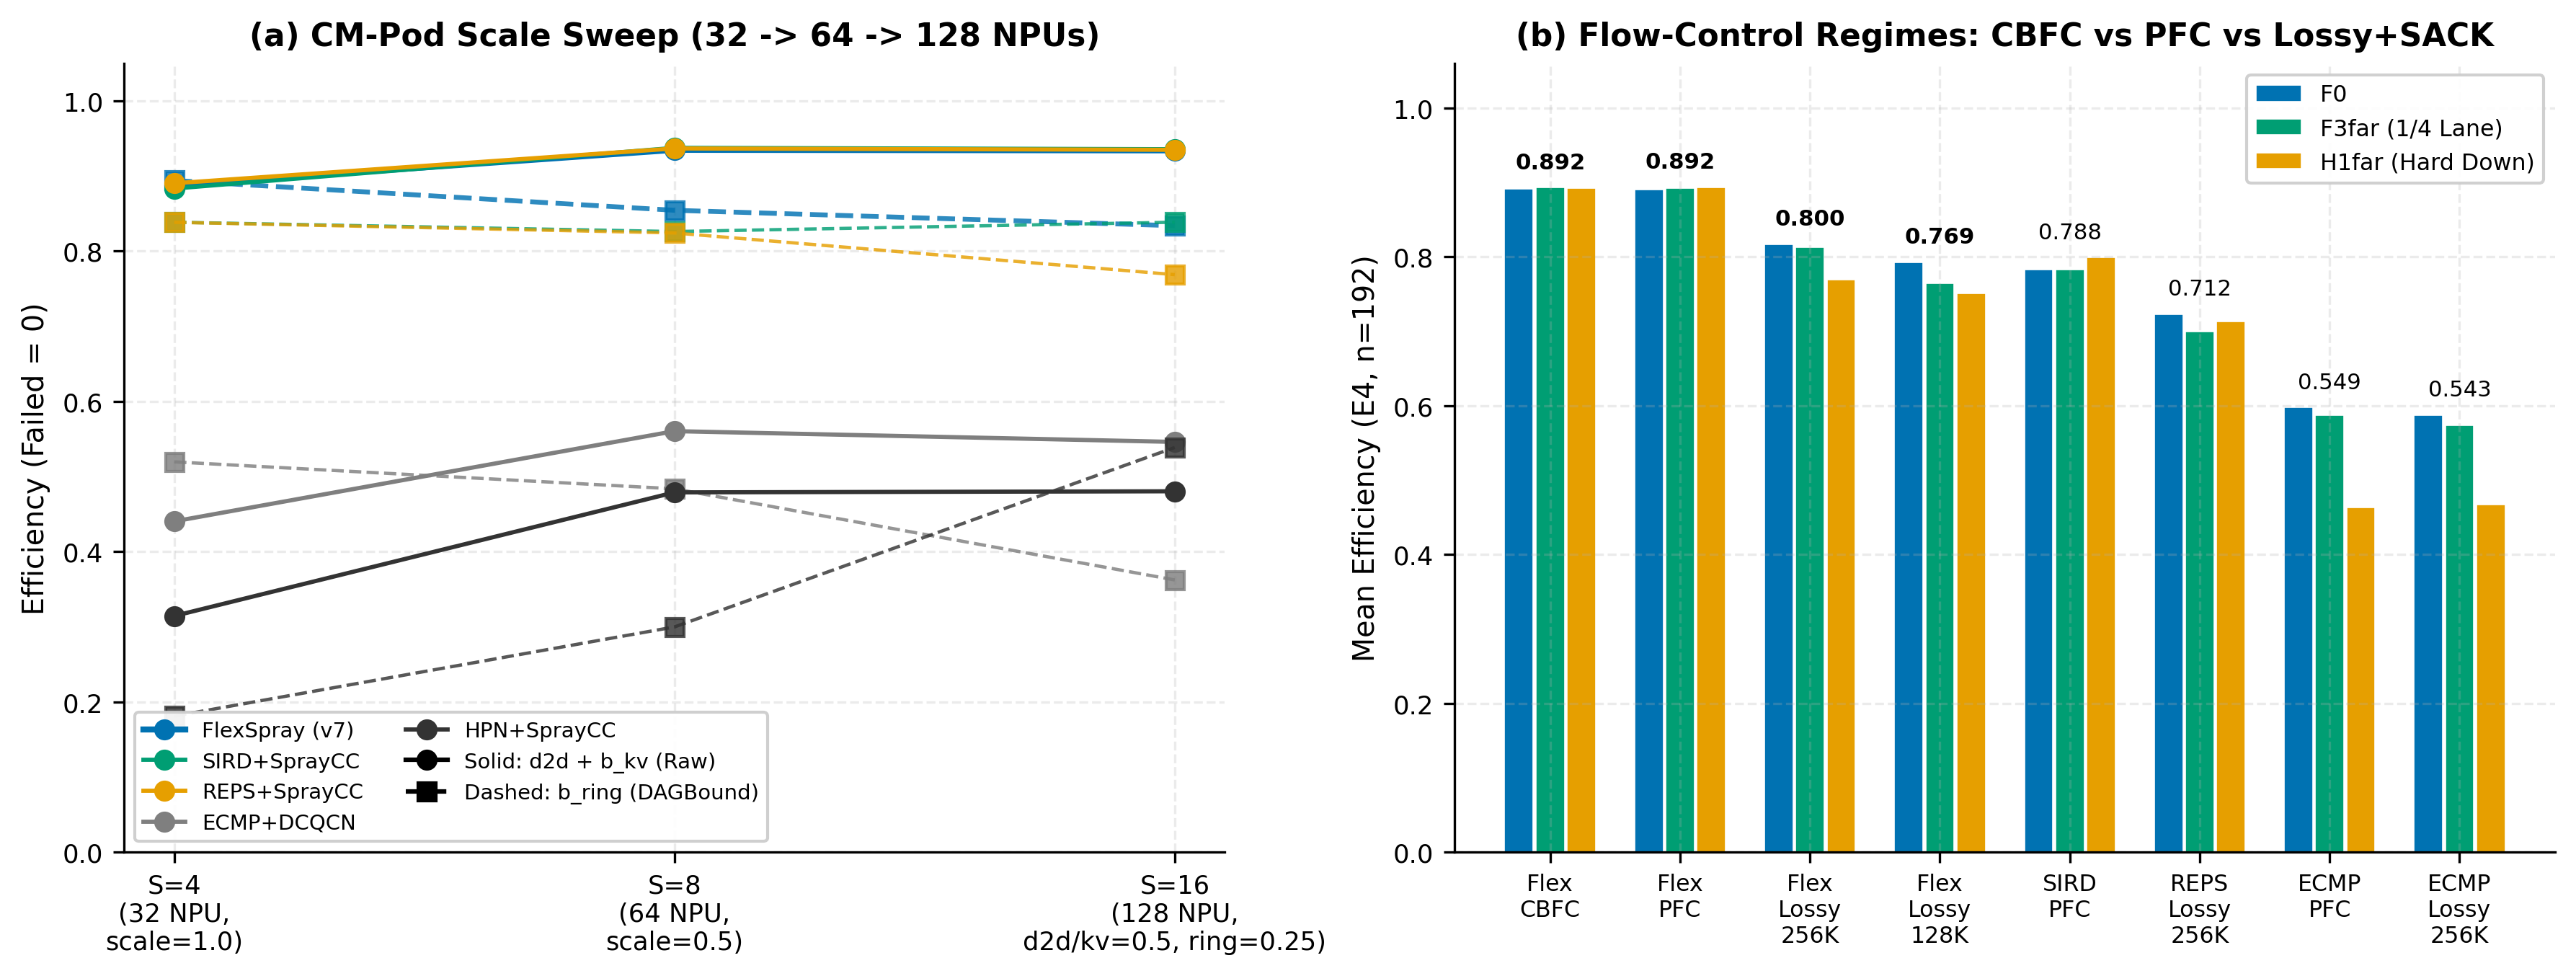 (a) CM-Pod Scale Sweep (32 -> 64 -> 128 NPUs)
Efficiency (Failed = 0)
1.0
0.8
0.6
0.4
0.2
0.0
FlexSpray (v7)
SIRD+SprayCC
REPS+SprayCC
ECMP+DCQCN
HPN+SprayCC
Solid: d2d + b_kv (Raw)
Dashed: b_ring (DAGBound)
S=4
(32 NPU,
scale=1.0)
S=8
(64 NPU,
scale=0.5)
S=16
(128 NPU,
d2d/kv=0.5, ring=0.25)
(b) Flow-Control Regimes: CBFC vs PFC vs Lossy+SACK
Mean Efficiency (E4, n=192)
1.0
0.8
0.6
0.4
0.2
0.0
F0
F3far (1/4 Lane)
H1far (Hard Down)
0.892
0.892
0.800
0.769
0.788
0.712
0.549
0.543
Flex
CBFC
Flex
PFC
Flex
Lossy
256K
Flex
Lossy
128K
SIRD
PFC
REPS
Lossy
256K
ECMP
PFC
ECMP
Lossy
256K